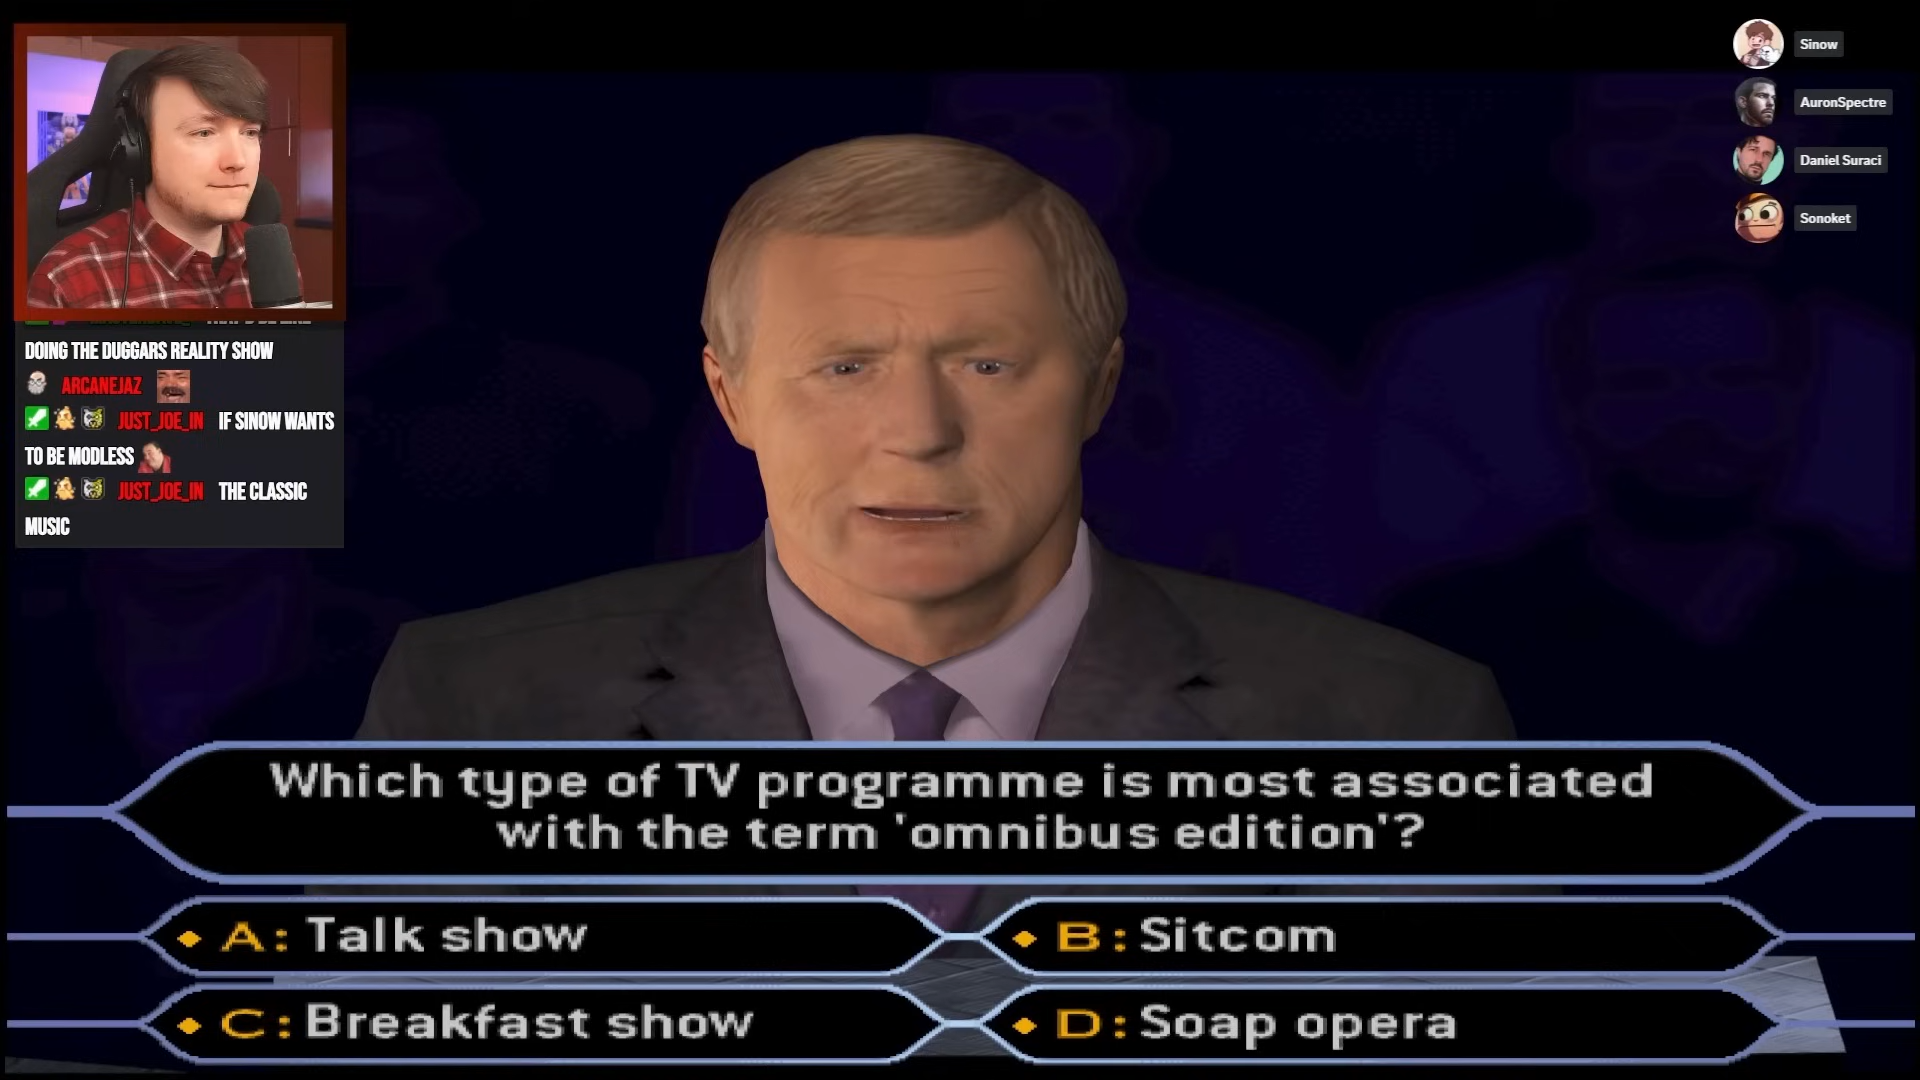 Sinow
AuronSpectre
Daniel Suraci
Sonoket
DOING THE DUGGARS REALITY SHOW
ARCANEJAZ
JUST_JOE_IN IF SINOW WANTS
TO BE MODLESS
JUST_JOE_IN THE CLASSIC
MUSIC
Which type of TV programme is most associated
with the term 'omnibus edition'?
A: Talk show
B: Sitcom
C: Breakfast show
D: Soap opera